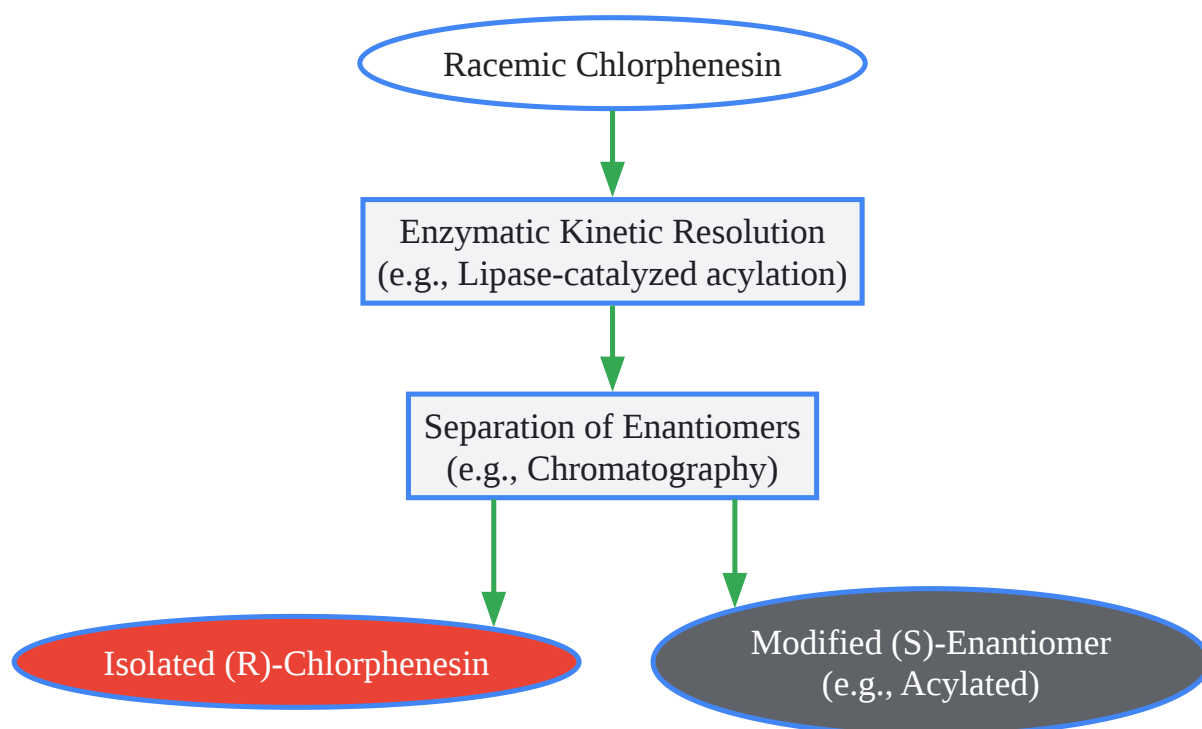 Racemic Chlorphenesin
Enzymatic Kinetic Resolution
(e.g., Lipase-catalyzed acylation)
Separation of Enantiomers
(e.g., Chromatography)
Isolated (R)-Chlorphenesin
Modified (S)-Enantiomer
(e.g., Acylated)